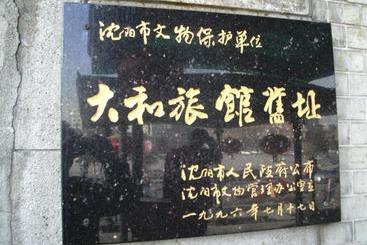 沈阳市文物保护单位
大和旅館舊址
沈阳市人民政府公布
沈阳市文物管理办公室立
一九九六年七月十七日